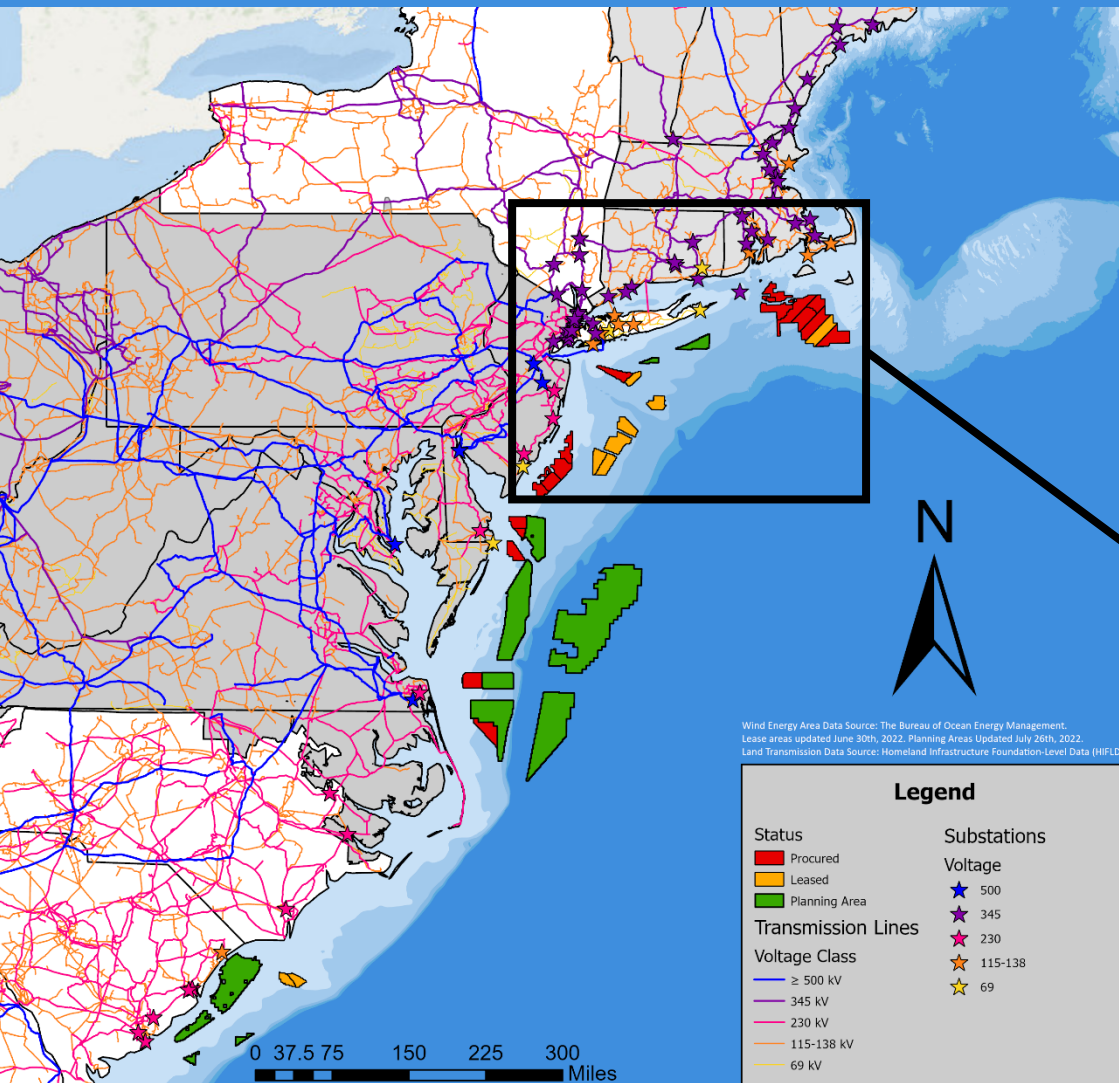 N
Wind Energy Area Data Source: The Bureau of Ocean Energy Management.
Lease areas updated June 30th, 2022. Planning Areas Updated July 26th, 2022.
Land Transmission Data Source: Homeland Infrastructure Foundation-Level Data (HIFLD
Legend
Status
Procured
Leased
Planning Area
Transmission Lines
Voltage Class
≥ 500 kV
345 kV
230 kV
115-138 kV
69 kV
Substations
Voltage
500
345
230
115-138
69
0 37.5 75 150 225 300
Miles